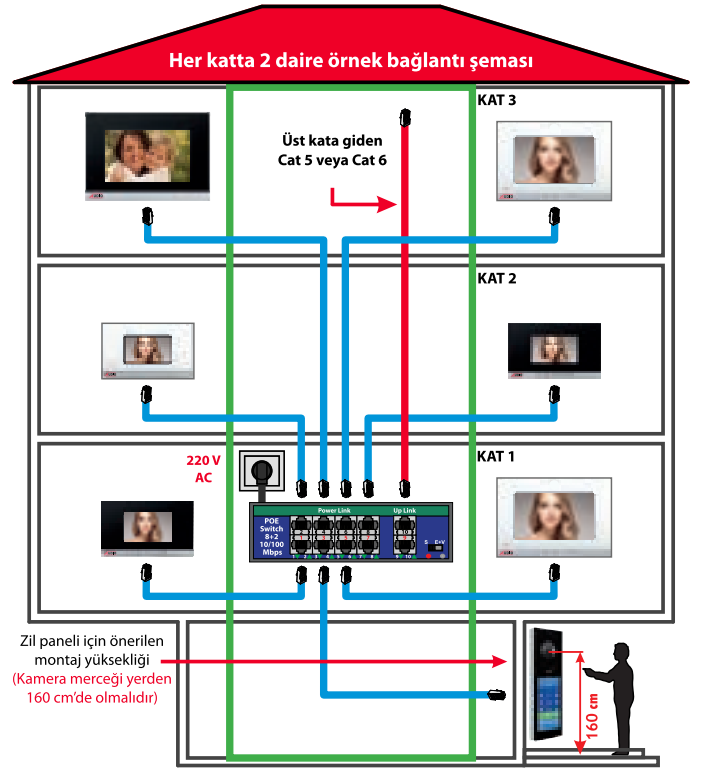 Her katta 2 daire örnek bağlantı şeması
KAT 3
Üst kata giden
Cat 5 veya Cat 6
KAT 2
220 V
AC
KAT 1
Power Link
Up Link
POE
Switch
8+2
10/100
Mbps
S E+V
Zil paneli için önerilen
montaj yüksekliği
(Kamera merceği yerden
160 cm'de olmalıdır)
160 cm